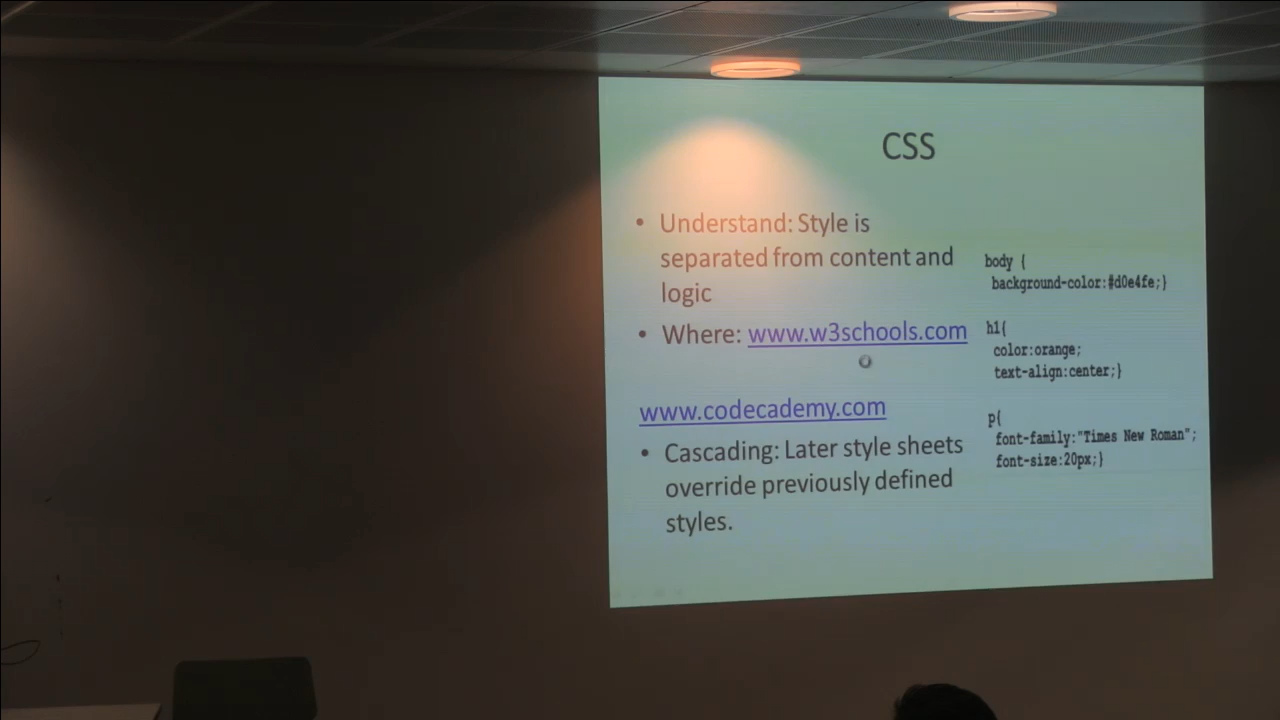 CSS
• Understand: Style is
separated from content and
logic
• Where: www.w3schools.com
www.codecademy.com
• Cascading: Later style sheets
override previously defined
styles.
body {
background-color:#d0e4fe;}
h1{
color:orange;
text-align:center;}
p{
font-family:"Times New Roman";
font-size:20px;}